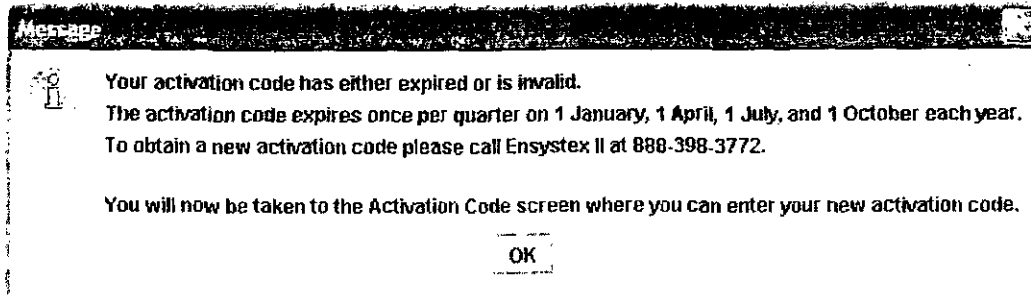 Message
Your activation code has either expired or is invalid.
The activation code expires once per quarter on 1 January, 1 April, 1 July, and 1 October each year.
To obtain a new activation code please call Ensystex II at 888-398-3772.
You will now be taken to the Activation Code screen where you can enter your new activation code.
OK